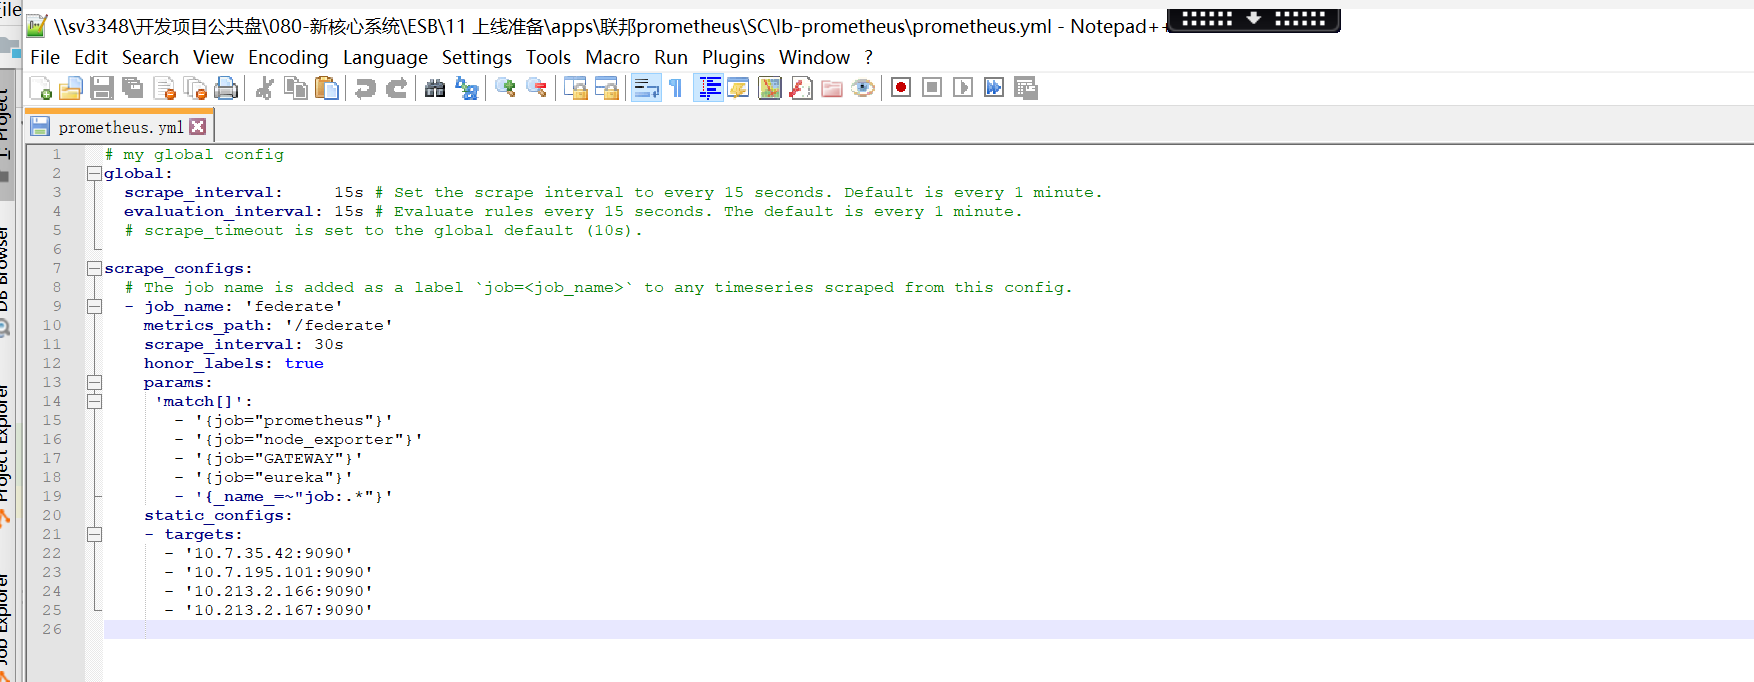 ile
\\sv3348\开发项目公共盘\080-新核心系统\ESB\11 上线准备\apps\联邦prometheus\SC\lb-prometheus\prometheus.yml - Notepad++
File Edit Search View Encoding Language Settings Tools Macro Run Plugins Window ?
prometheus.yml
1 # my global config
2 global:
3 scrape_interval: 15s # Set the scrape interval to every 15 seconds. Default is every 1 minute.
4 evaluation_interval: 15s # Evaluate rules every 15 seconds. The default is every 1 minute.
5 # scrape_timeout is set to the global default (10s).
6
7 scrape_configs:
8 # The job name is added as a label `job=<job_name>` to any timeseries scraped from this config.
9 - job_name: 'federate'
10 metrics_path: '/federate'
11 scrape_interval: 30s
12 honor_labels: true
13 params:
14 'match[]':
15 - '{job="prometheus"}'
16 - '{job="node_exporter"}'
17 - '{job="GATEWAY"}'
18 - '{job="eureka"}'
19 - '{_name_=~"job:.*"}'
20 static_configs:
21 - targets:
22 - '10.7.35.42:9090'
23 - '10.7.195.101:9090'
24 - '10.213.2.166:9090'
25 - '10.213.2.167:9090'
26
1: Project
DB Browser
Project Explorer
Job Explorer